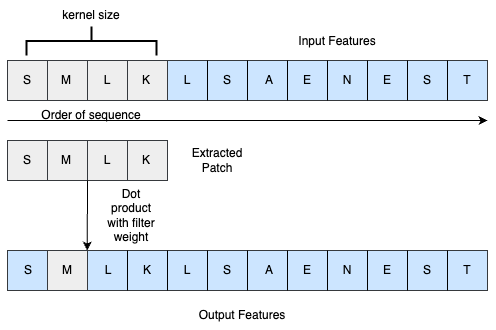 kernel size
Input Features
S M L K L S A E N E S T
Order of sequence
S M L K
Extracted
Patch
Dot
product
with filter
weight
S M L K L S A E N E S T
Output Features